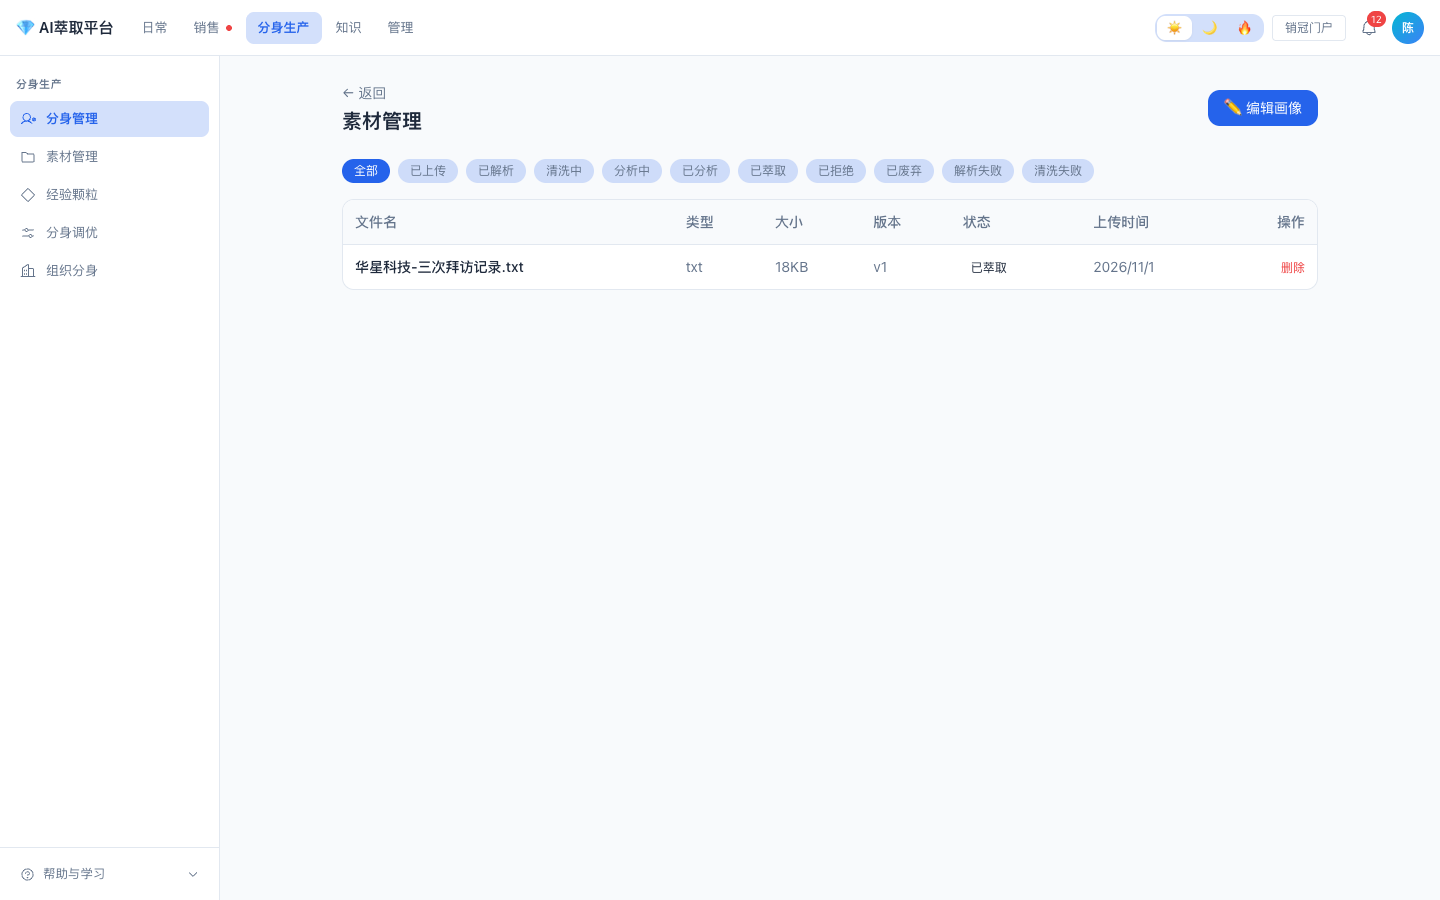 AI萃取平台 日常 销售 分身生产 知识 管理 销冠门户 12 陈
分身生产
分身管理
素材管理
经验颗粒
分身调优
组织分身
帮助与学习
← 返回
素材管理
编辑画像
全部 已上传 已解析 清洗中 分析中 已分析 已萃取 已拒绝 已废弃 解析失败 清洗失败
文件名 类型 大小 版本 状态 上传时间 操作
华星科技-三次拜访记录.txt txt 18KB v1 已萃取 2026/11/1 删除